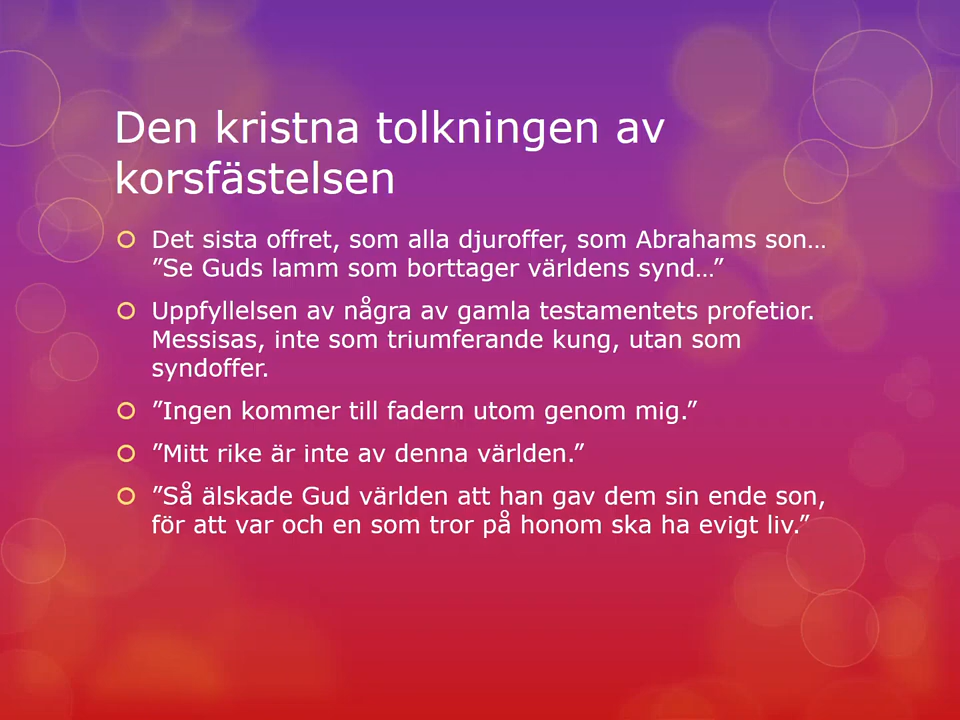 Den kristna tolkningen av
korsfästelsen
Det sista offret, som alla djuroffer, som Abrahams son…
”Se Guds lamm som borttager världens synd…”
Uppfyllelsen av några av gamla testamentets profetior.
Messisas, inte som triumferande kung, utan som
syndoffer.
”Ingen kommer till fadern utom genom mig.”
”Mitt rike är inte av denna världen.”
”Så älskade Gud världen att han gav dem sin ende son,
för att var och en som tror på honom ska ha evigt liv.”